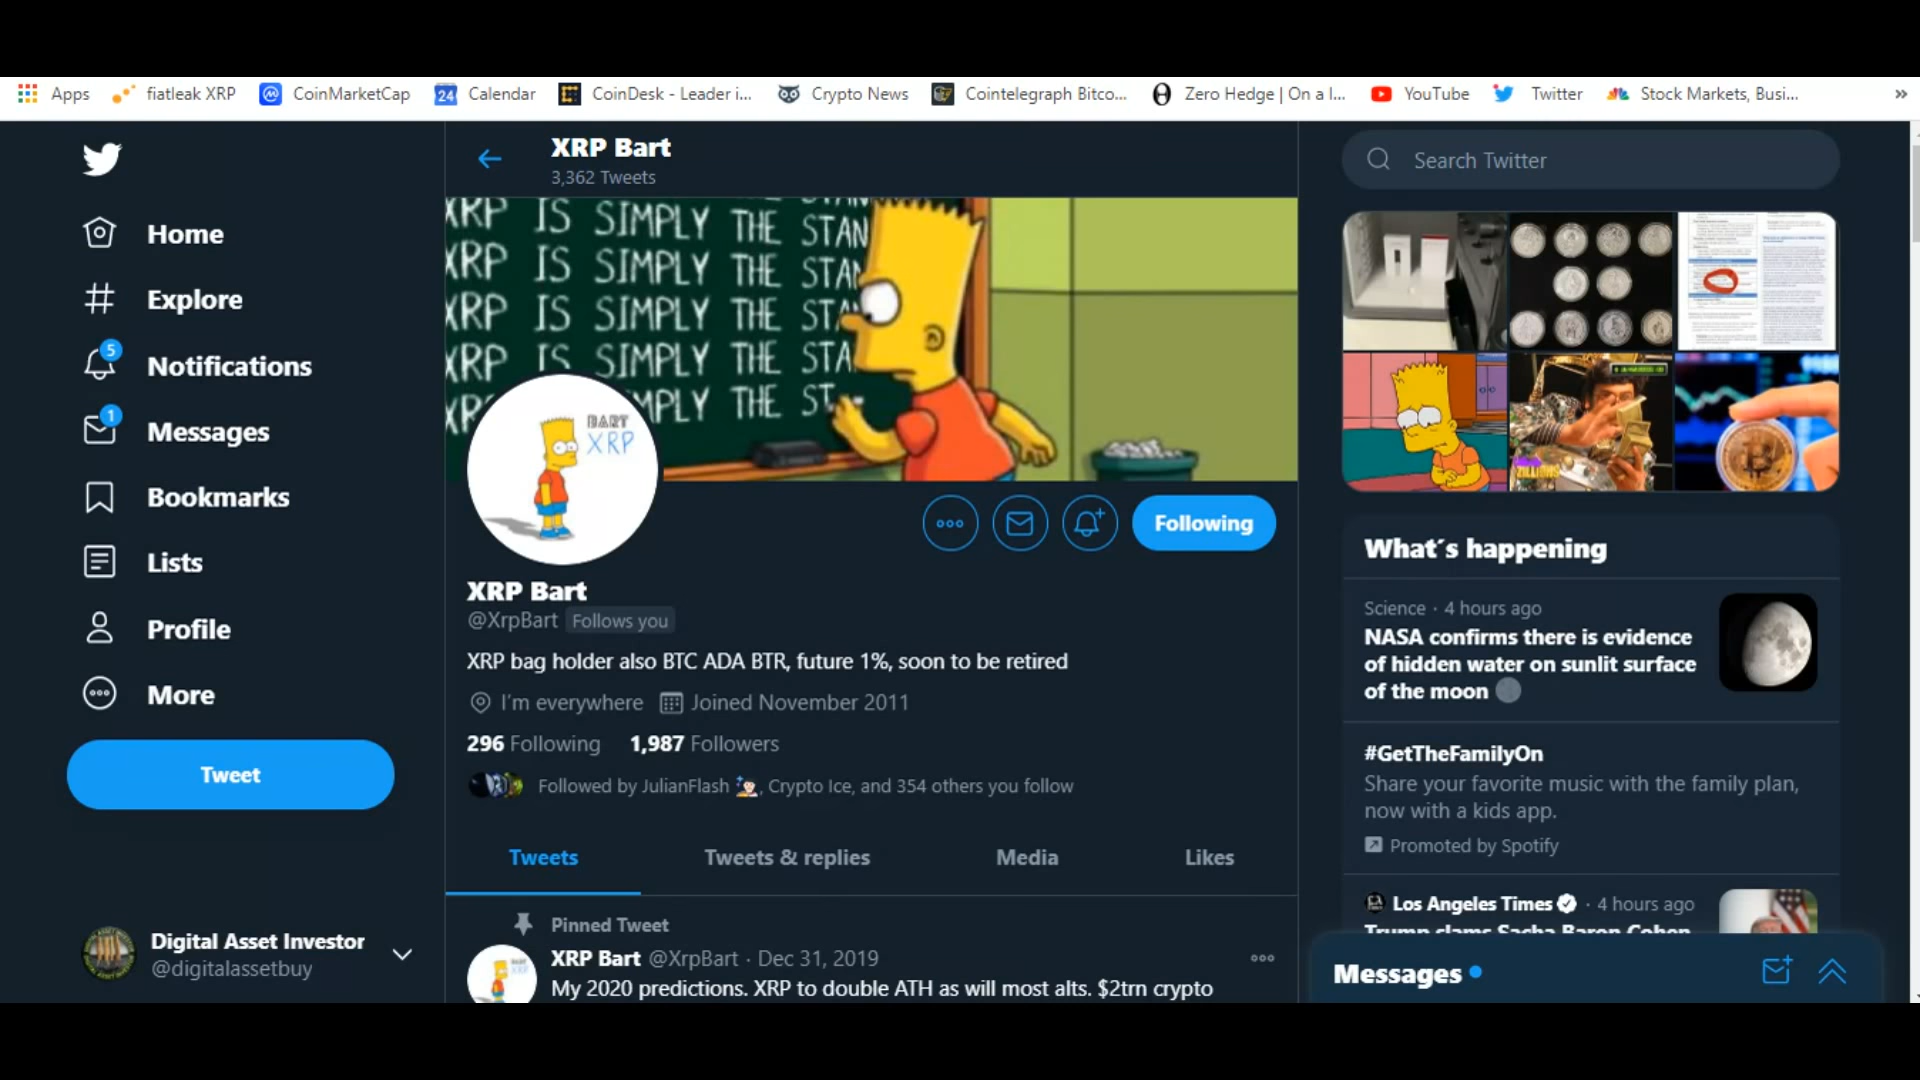 Apps fiatleak XRP CoinMarketCap 24 Calendar CoinDesk - Leader i... Crypto News Cointelegraph Bitco... Zero Hedge | On a l... YouTube Twitter Stock Markets, Busi... »
XRP Bart
3,362 Tweets
Search Twitter
Home
Explore
5
Notifications
1
Messages
Bookmarks
Lists
Profile
More
Tweet
Digital Asset Investor
@digitalassetbuy
XRP IS SIMPLY THE STAN
XRP IS SIMPLY THE STAN
XRP IS SIMPLY THE STA
XRP IS SIMPLY THE STA
XRP MPLY THE ST
BART
XRP
Following
XRP Bart
@XrpBart Follows you
XRP bag holder also BTC ADA BTR, future 1%, soon to be retired
I'm everywhere Joined November 2011
296 Following 1,987 Followers
Followed by JulianFlash, Crypto Ice, and 354 others you follow
Tweets Tweets & replies Media Likes
Pinned Tweet
XRP Bart @XrpBart · Dec 31, 2019
My 2020 predictions. XRP to double ATH as will most alts. $2trn crypto
What´s happening
Science · 4 hours ago
NASA confirms there is evidence
of hidden water on sunlit surface
of the moon
#GetTheFamilyOn
Share your favorite music with the family plan,
now with a kids app.
Promoted by Spotify
Los Angeles Times · 4 hours ago
Trump slams Sacha Baron Cohen
Messages